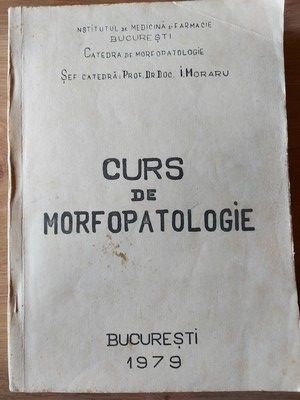 NSTITUTUL DE MEDICINĂ ȘI FARMACIE
BUCUREȘTI
CATEDRA DE MORFOPATOLOGIE
ȘEF CATEDRĂ: PROF. DR. DOC. I. MORARU
CURS
DE
MORFOPATOLOGIE
BUCUREȘTI
1979